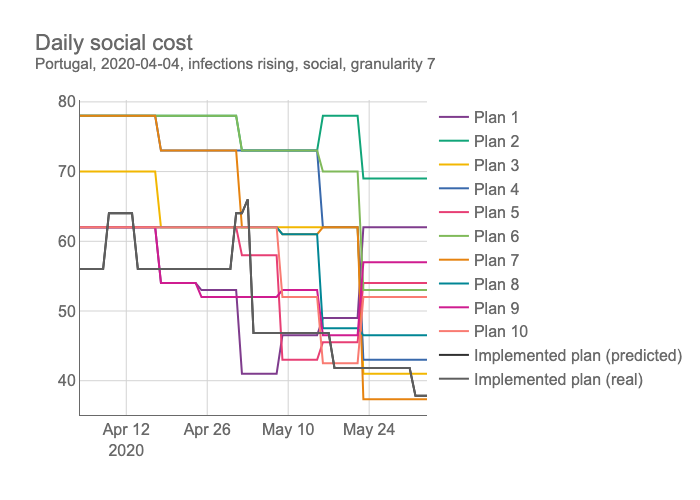 Daily social cost
Portugal, 2020-04-04, infections rising, social, granularity 7
80
70
60
50
40
Apr 12
2020
Apr 26
May 10
May 24
Plan 1
Plan 2
Plan 3
Plan 4
Plan 5
Plan 6
Plan 7
Plan 8
Plan 9
Plan 10
Implemented plan (predicted)
Implemented plan (real)